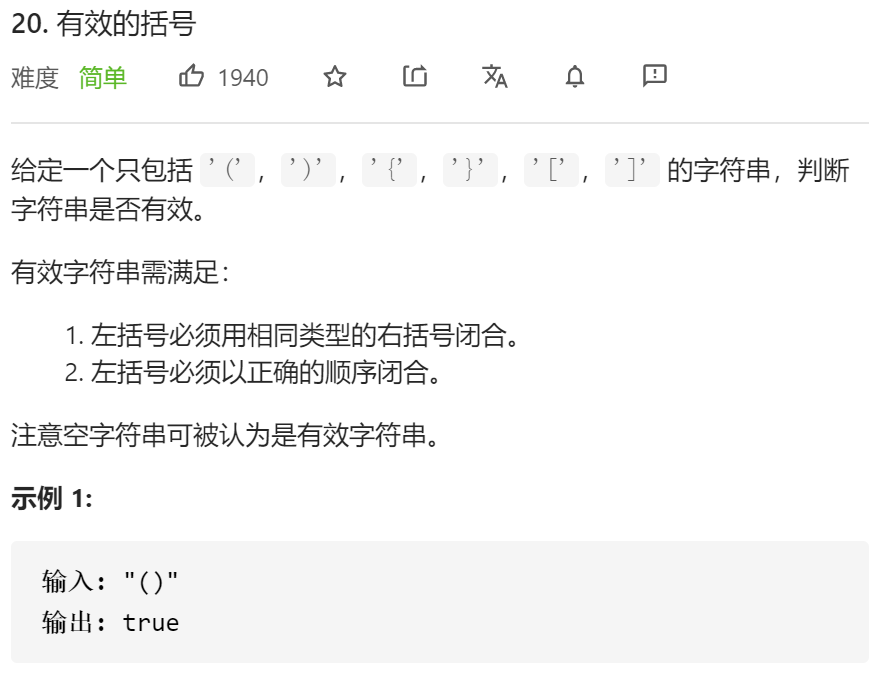 20. 有效的括号
难度 简单 1940
给定一个只包括 '('，')'，'{'，'}'，'['，']' 的字符串，判断
字符串是否有效。
有效字符串需满足：
1. 左括号必须用相同类型的右括号闭合。
2. 左括号必须以正确的顺序闭合。
注意空字符串可被认为是有效字符串。
示例 1:
输入: "()"
输出: true